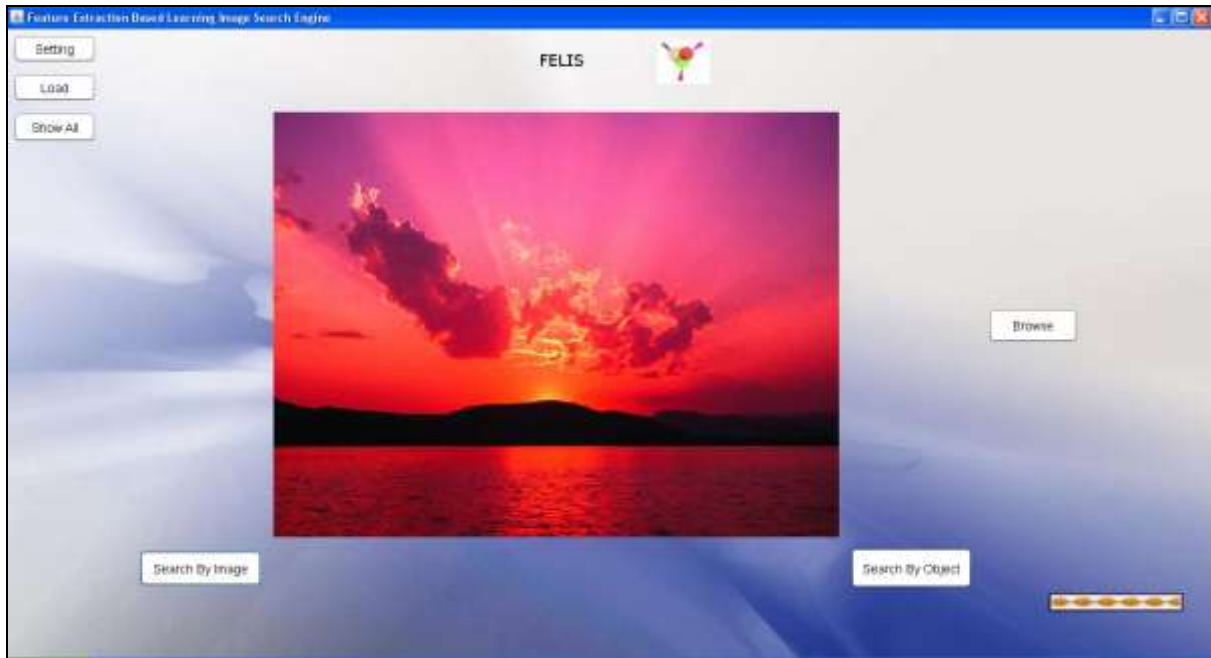 Feature Extraction Based Learning Image Search Engine
Setting
FELIS
Load
Show All
Browse
Search By Image
Search By Object